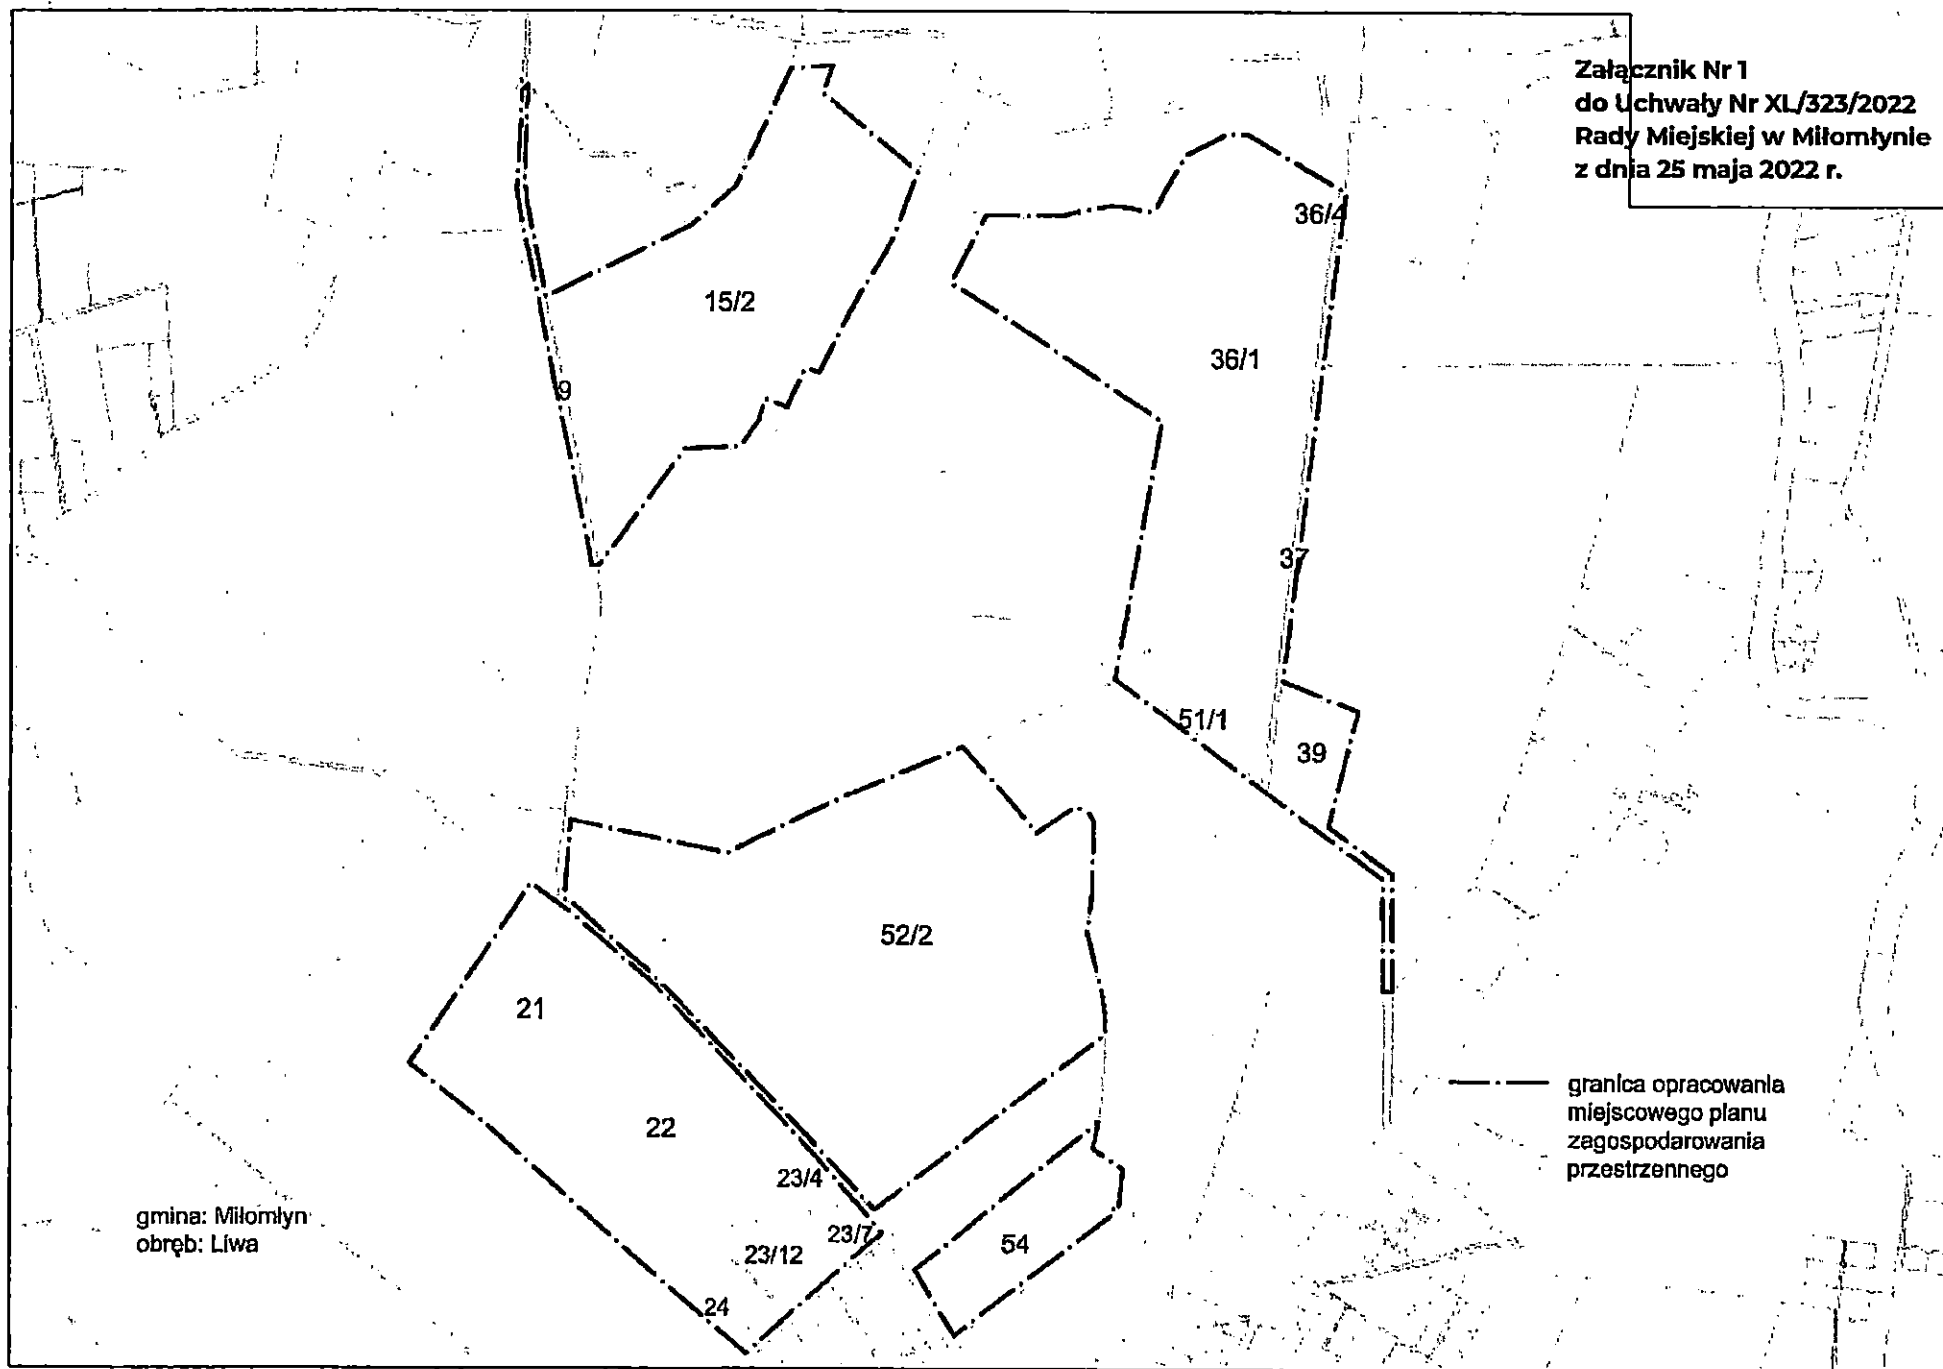 Załącznik Nr 1
do Uchwały Nr XL/323/2022
Rady Miejskiej w Miłomłynie
z dnia 25 maja 2022 r.
36/4
15/2
36/1
9
37
51/1
39
52/2
21
22
23/4
23/7
23/12
24
54
granica opracowania
miejscowego planu
zagospodarowania
przestrzennego
gmina: Miłomłyn
obręb: Liwa